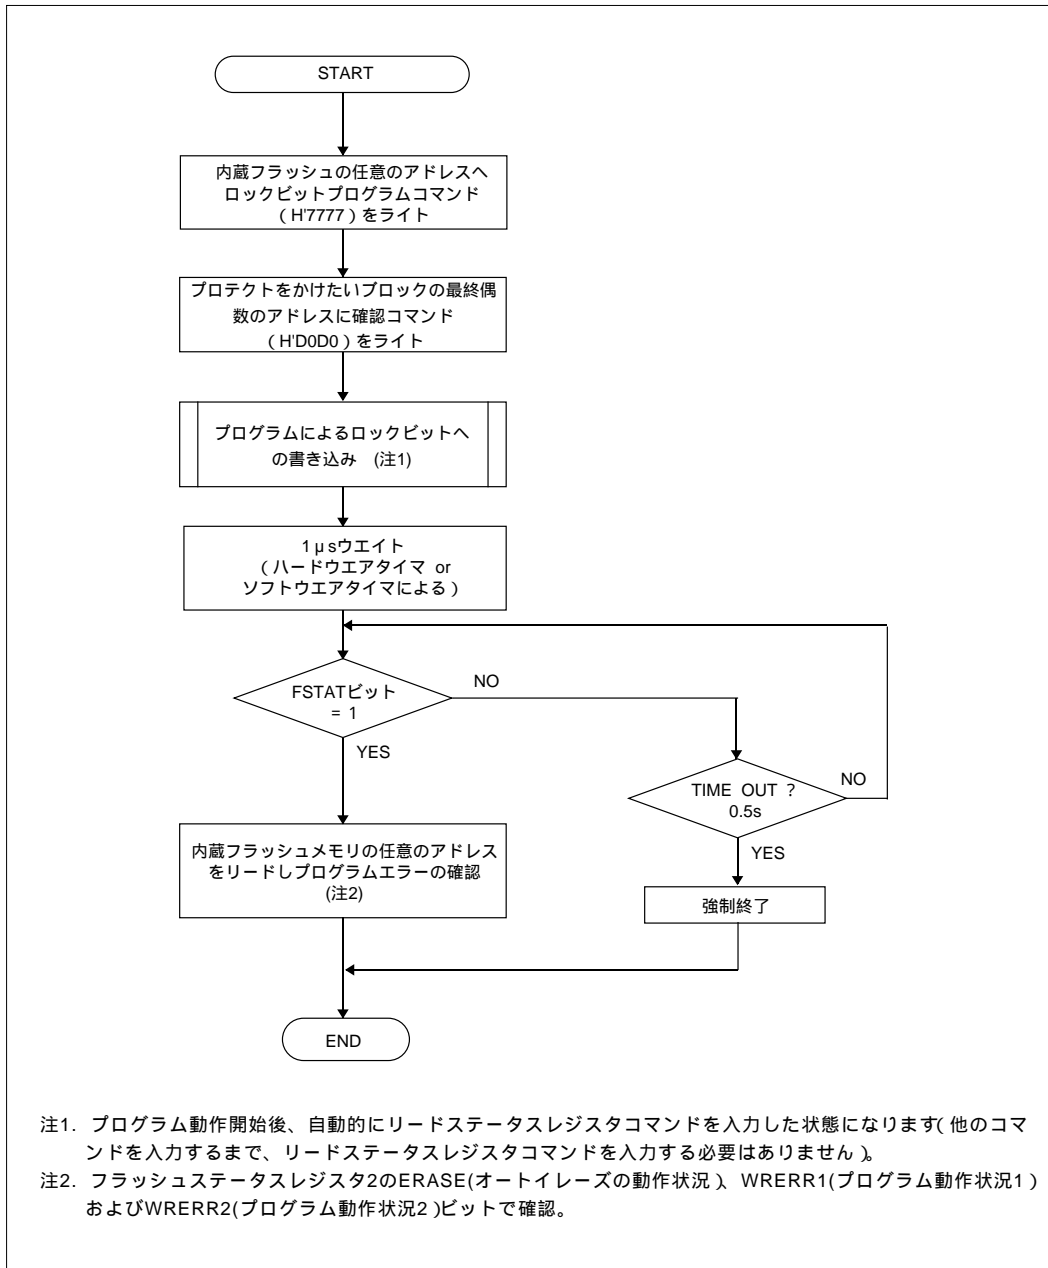 START
内蔵フラッシュの任意のアドレスへ
ロックビットプログラムコマンド
（H'7777）をライト
プロテクトをかけたいブロックの最終偶
数のアドレスに確認コマンド
（H'D0D0）をライト
プログラムによるロックビットへ
の書き込み (注1)
1μsウエイト
（ハードウエアタイマ or
ソフトウエアタイマによる）
FSTATビット
= 1
NO
YES
TIME OUT ?
0.5s
NO
YES
内蔵フラッシュメモリの任意のアドレス
をリードしプログラムエラーの確認
(注2)
強制終了
END
注1. プログラム動作開始後、自動的にリードステータスレジスタコマンドを入力した状態になります(他のコマ
ンドを入力するまで、リードステータスレジスタコマンドを入力する必要はありません)。
注2. フラッシュステータスレジスタ2のERASE(オートイレーズの動作状況)、WRERR1(プログラム動作状況1)
およびWRERR2(プログラム動作状況2)ビットで確認。